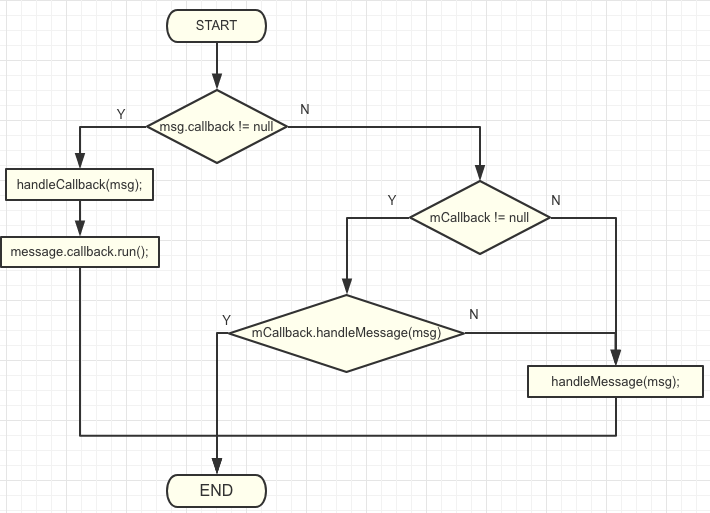 START
Y
N
msg.callback != null
handleCallback(msg);
Y
N
mCallback != null
message.callback.run();
Y
N
mCallback.handleMessage(msg)
handleMessage(msg);
END